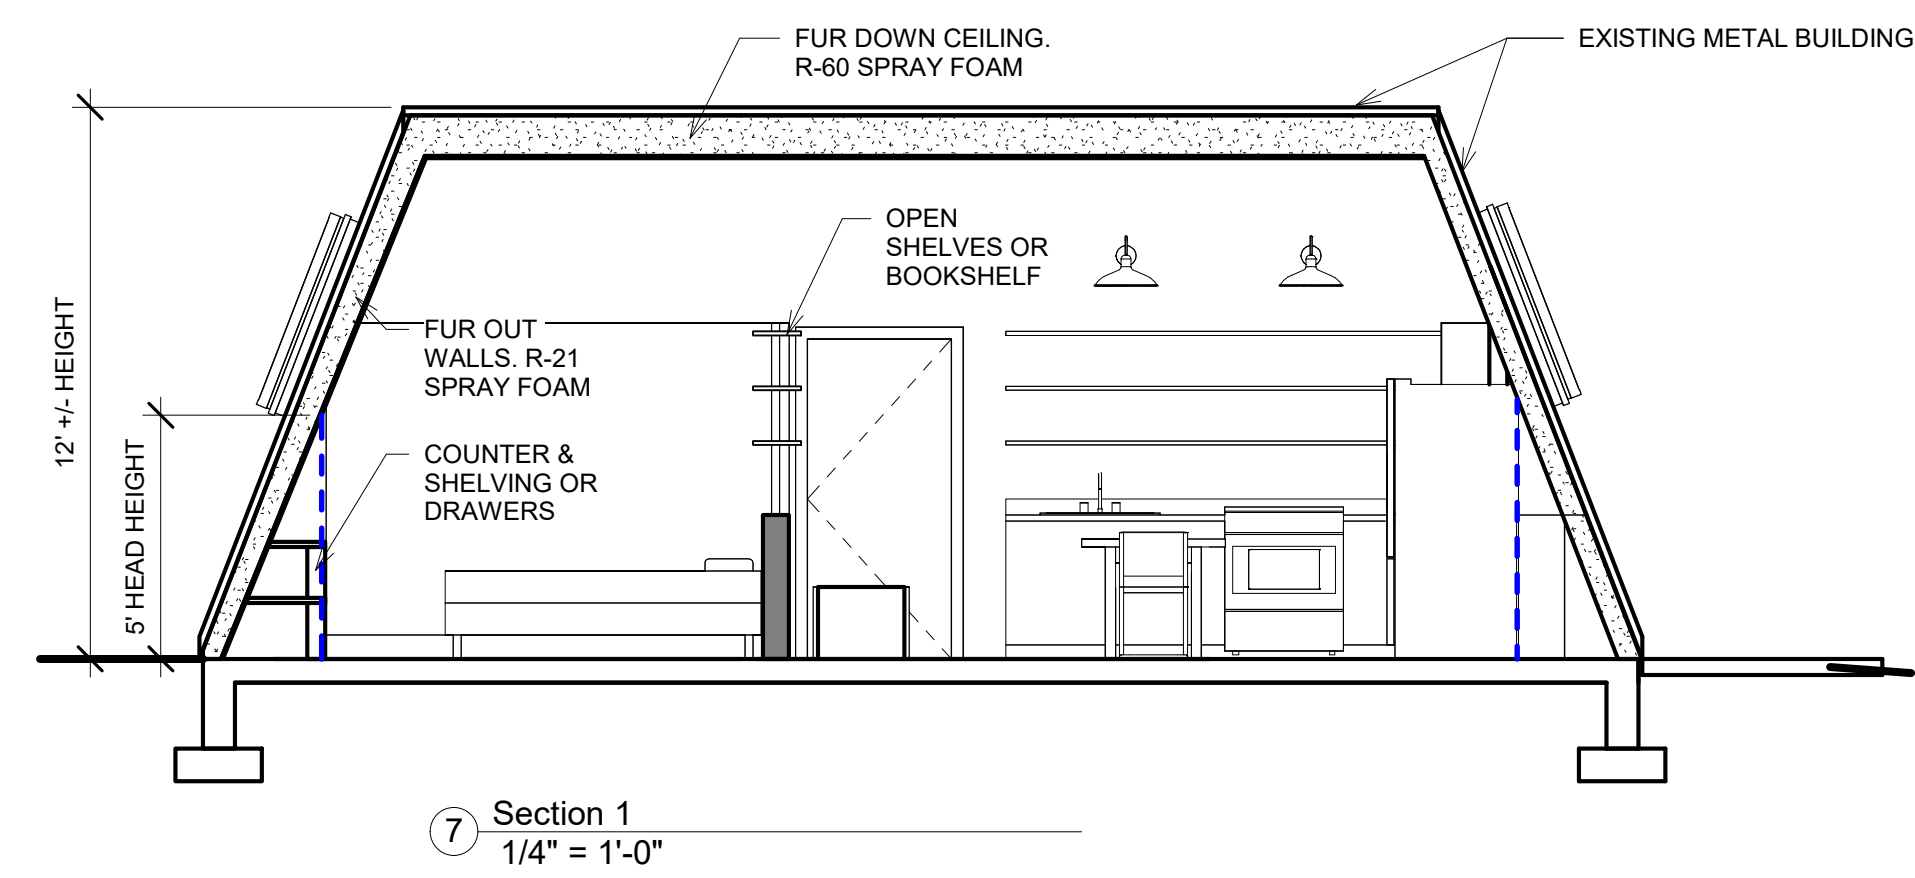 FUR DOWN CEILING.
R-60 SPRAY FOAM
EXISTING METAL BUILDING
OPEN
SHELVES OR
BOOKSHELF
12' +/- HEIGHT
FUR OUT
WALLS. R-21
SPRAY FOAM
5' HEAD HEIGHT
COUNTER &
SHELVING OR
DRAWERS
7
Section 1
1/4" = 1'-0"